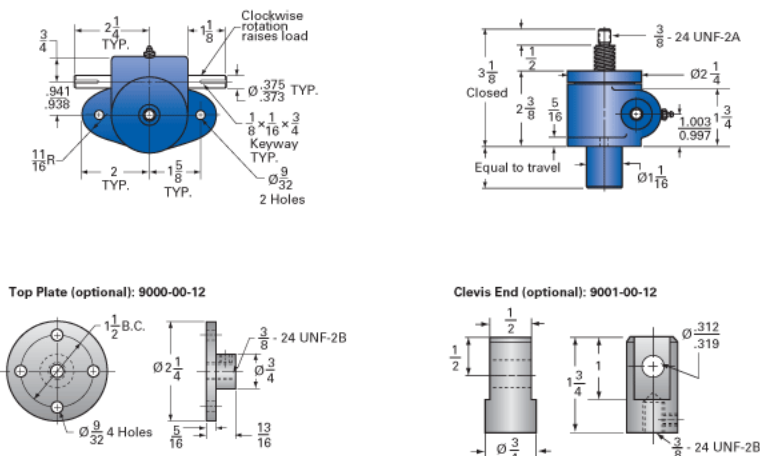 Clockwise
rotation
raises load
2 1/4
TYP.
1 1/8
3/4
Ø .375/.373 TYP.
.941
.938
1/8 × 1/16 × 3/4
Keyway
TYP.
11/16 R
2
TYP.
1 5/8
TYP.
Ø 9/32
2 Holes
3/8 - 24 UNF-2A
1/2
3 1/8
Closed
Ø2 1/4
2 3/8
5/16
1 3/4
1.003
0.997
Equal to travel
Ø1 1/16
Top Plate (optional): 9000-00-12
1 1/2 B.C.
3/8 - 24 UNF-2B
Ø2 1/4
Ø 3/4
Ø 9/32 4 Holes
5/16
13/16
Clevis End (optional): 9001-00-12
1/2
1/2
Ø .312/.319
1
1 3/4
3/8 - 24 UNF-2B